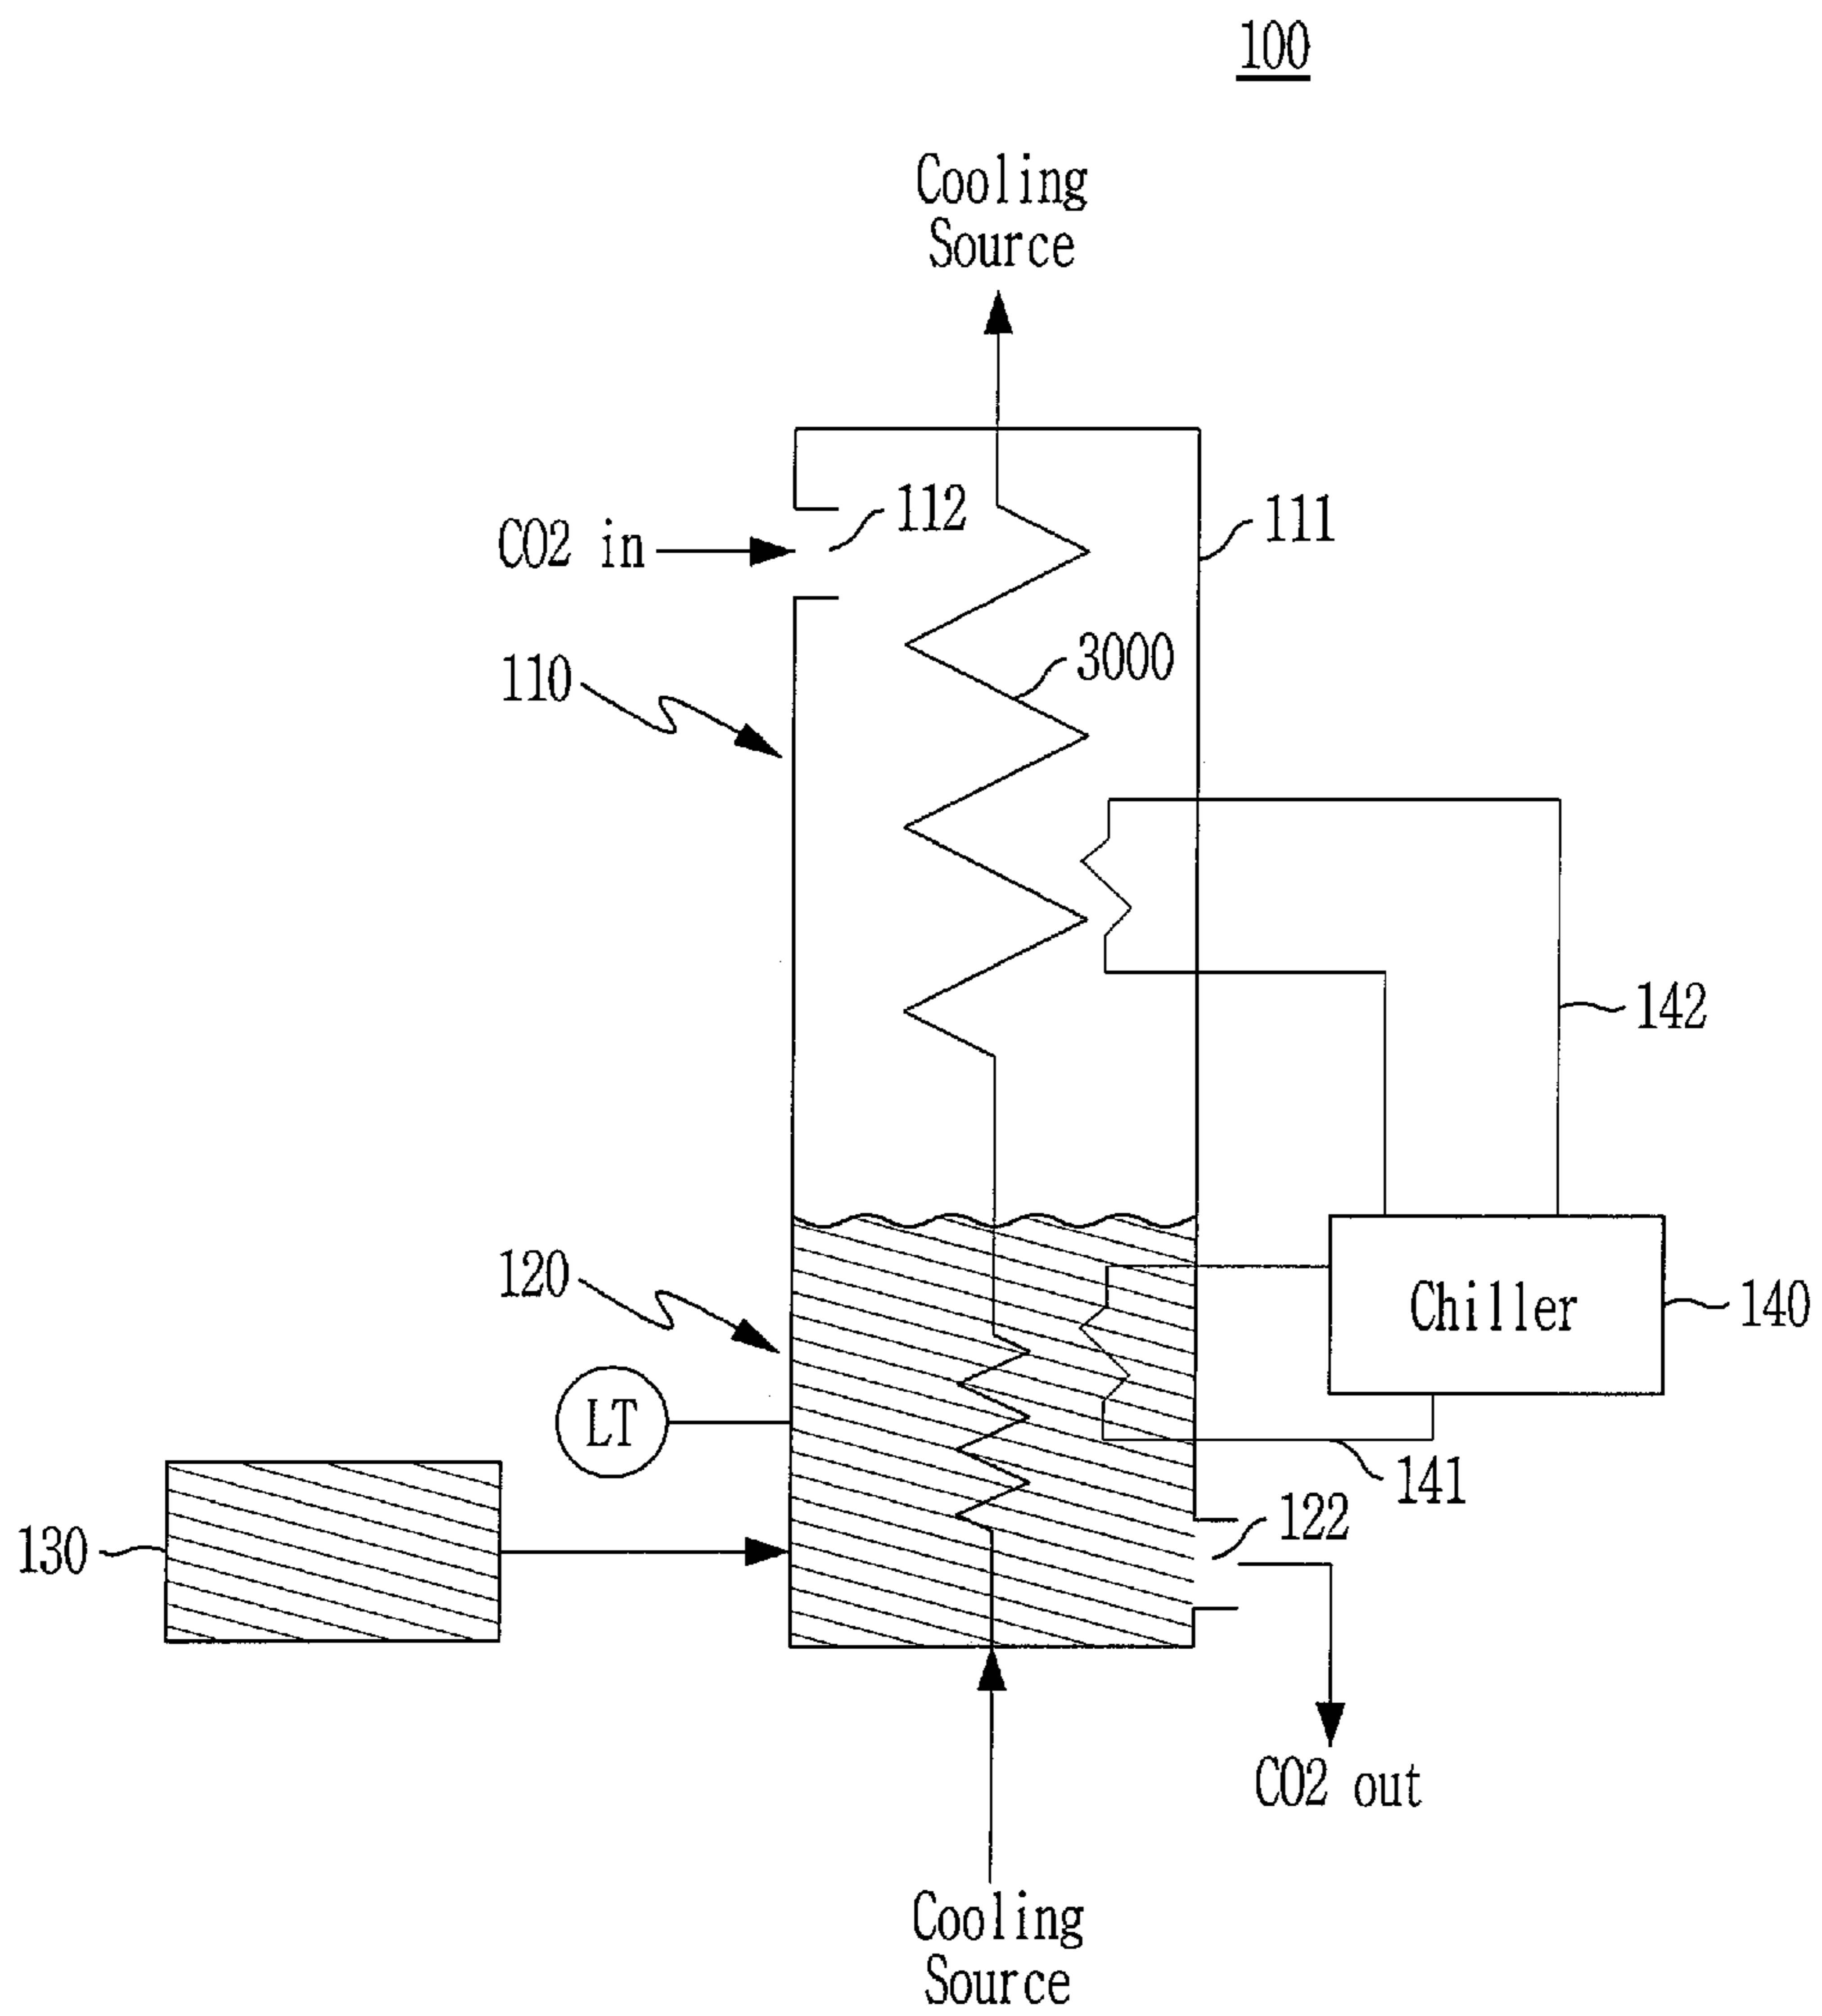 100
Cooling
Source
CO2 in
112
111
110
3000
142
120
Chiller
140
LT
141
122
130
CO2 out
Cooling
Source